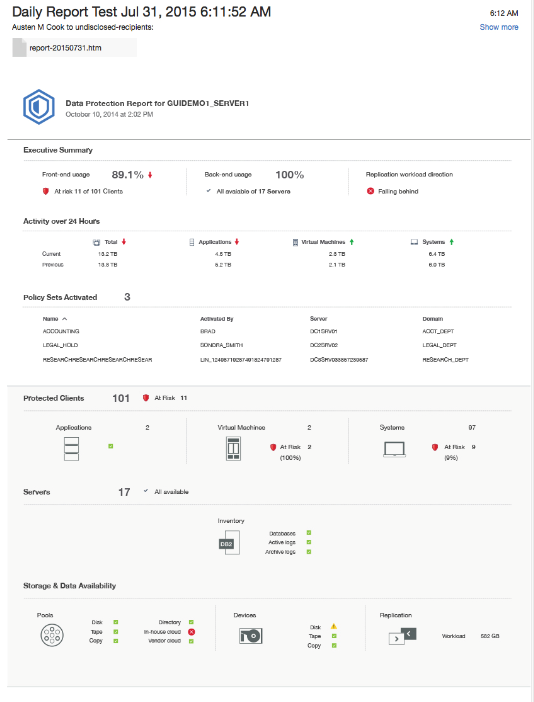 Daily Report Test Jul 31, 2015 6:11:52 AM
6:12 AM
Austen M Cook to undisclosed-recipients:
Show more
report-20150731.htm
Data Protection Report for GUIDEMO1_SERVER1
October 10, 2014 at 2:02 PM
Executive Summary
Front-end usage 89.1%
Back-end usage 100%
Replication workload direction
At risk 11 of 101 Clients
All available of 17 Servers
Falling behind
Activity over 24 Hours
Total Applications Virtual Machines Systems
Current 13.2 TB 4.8 TB 2.8 TB 6.4 TB
Previous 13.8 TB 5.2 TB 2.1 TB 6.0 TB
Policy Sets Activated 3
Name Activated By Server Domain
ACCOUNTING BRAD DC1SRV01 ACCT_DEPT
LEGAL_HOLD SONDRA_SMITH DC2SRV02 LEGAL_DEPT
RESEARCHRESEARCHRESEARCHRESEAR RESEARCH_DEPT
Protected Clients 101 At Risk 11
Applications 2
Virtual Machines 2
Systems 97
At Risk 2
(100%)
At Risk 9
(9%)
Servers 17 All available
Inventory
DB2
Databases
Active logs
Archive logs
Storage & Data Availability
Pools
Disk
Tape
Copy
Directory
In-house cloud
Vendor cloud
Devices
Disk
Tape
Copy
Replication
Workload 582 GB